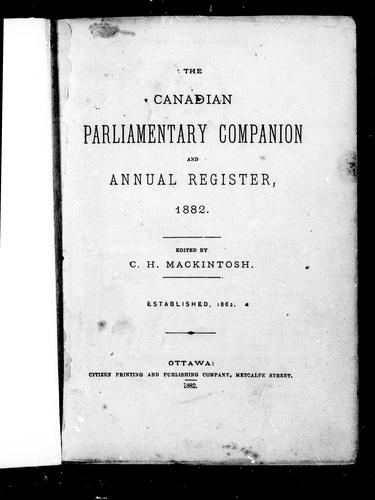 THE
CANADIAN
PARLIAMENTARY COMPANION
AND
ANNUAL REGISTER,
1882.
EDITED BY
C. H. MACKINTOSH.
ESTABLISHED, 1862.
OTTAWA:
CITIZEN PRINTING AND PUBLISHING COMPANY, METCALFE STREET.
1882.